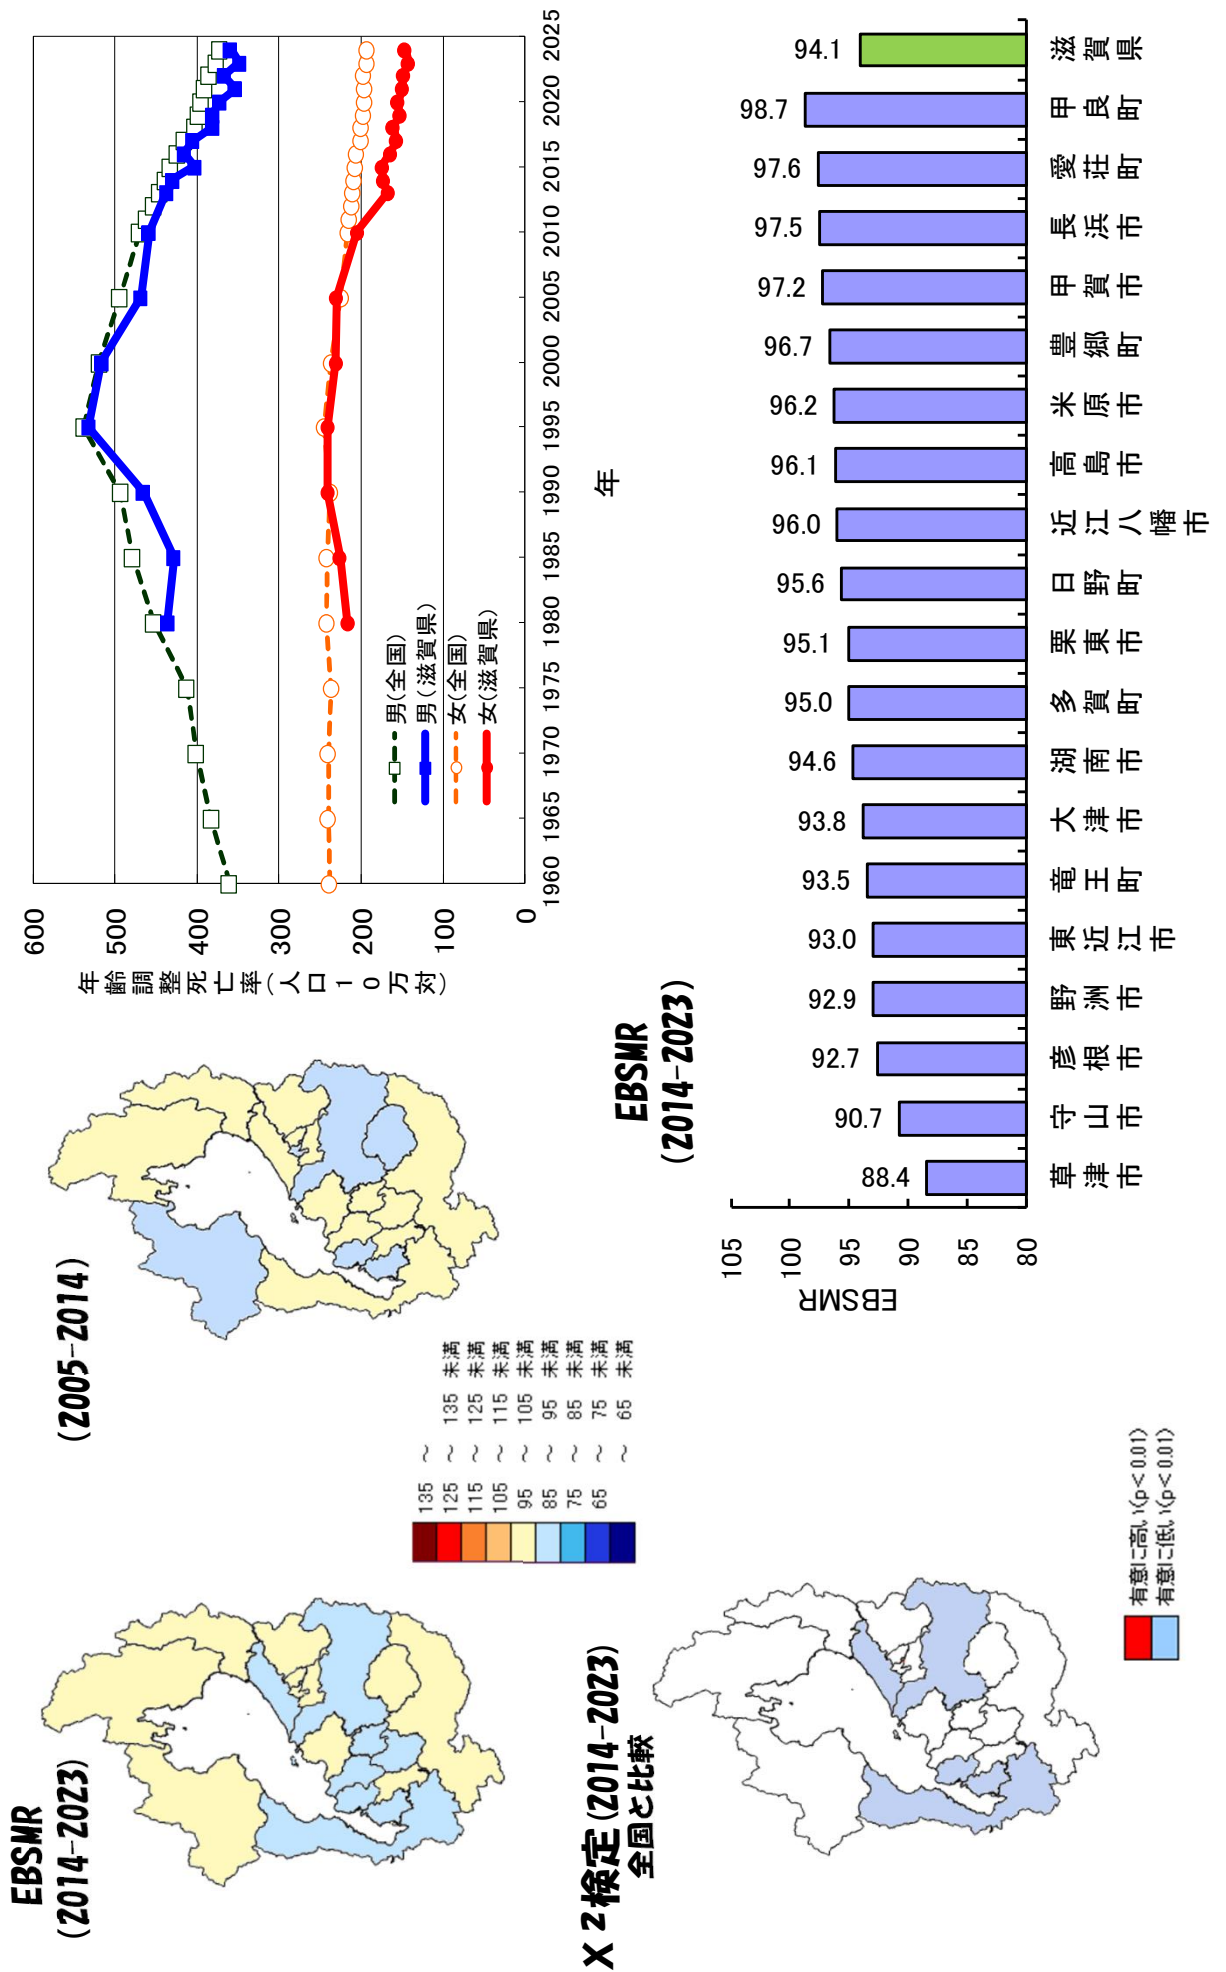 EBSMR
(2014-2023)
(2005-2014)
135 ～
125 ～ 135 未満
115 ～ 125 未満
105 ～ 115 未満
95 ～ 105 未満
85 ～ 95 未満
75 ～ 85 未満
65 ～ 75 未満
～ 65 未満
年齢調整死亡率(人口１０万対)
600
500
400
300
200
100
0
1960 1965 1970 1975 1980 1985 1990 1995 2000 2005 2010 2015 2020 2025
年
男(全国)
男(滋賀県)
女(全国)
女(滋賀県)
X²検定(2014-2023)
全国と比較
有意に高い(p＜0.01)
有意に低い(p＜0.01)
EBSMR
(2014-2023)
EBSMR
105
100
95
90
85
80
88.4 90.7 92.7 92.9 93.0 93.5 93.8 94.6 95.0 95.1 95.6 96.0 96.1 96.2 96.7 97.2 97.5 97.6 98.7 94.1
草津市 守山市 彦根市 野洲市 東近江市 竜王町 大津市 湖南市 多賀町 栗東市 日野町 近江八幡市 高島市 米原市 豊郷町 甲賀市 長浜市 愛荘町 甲良町 滋賀県